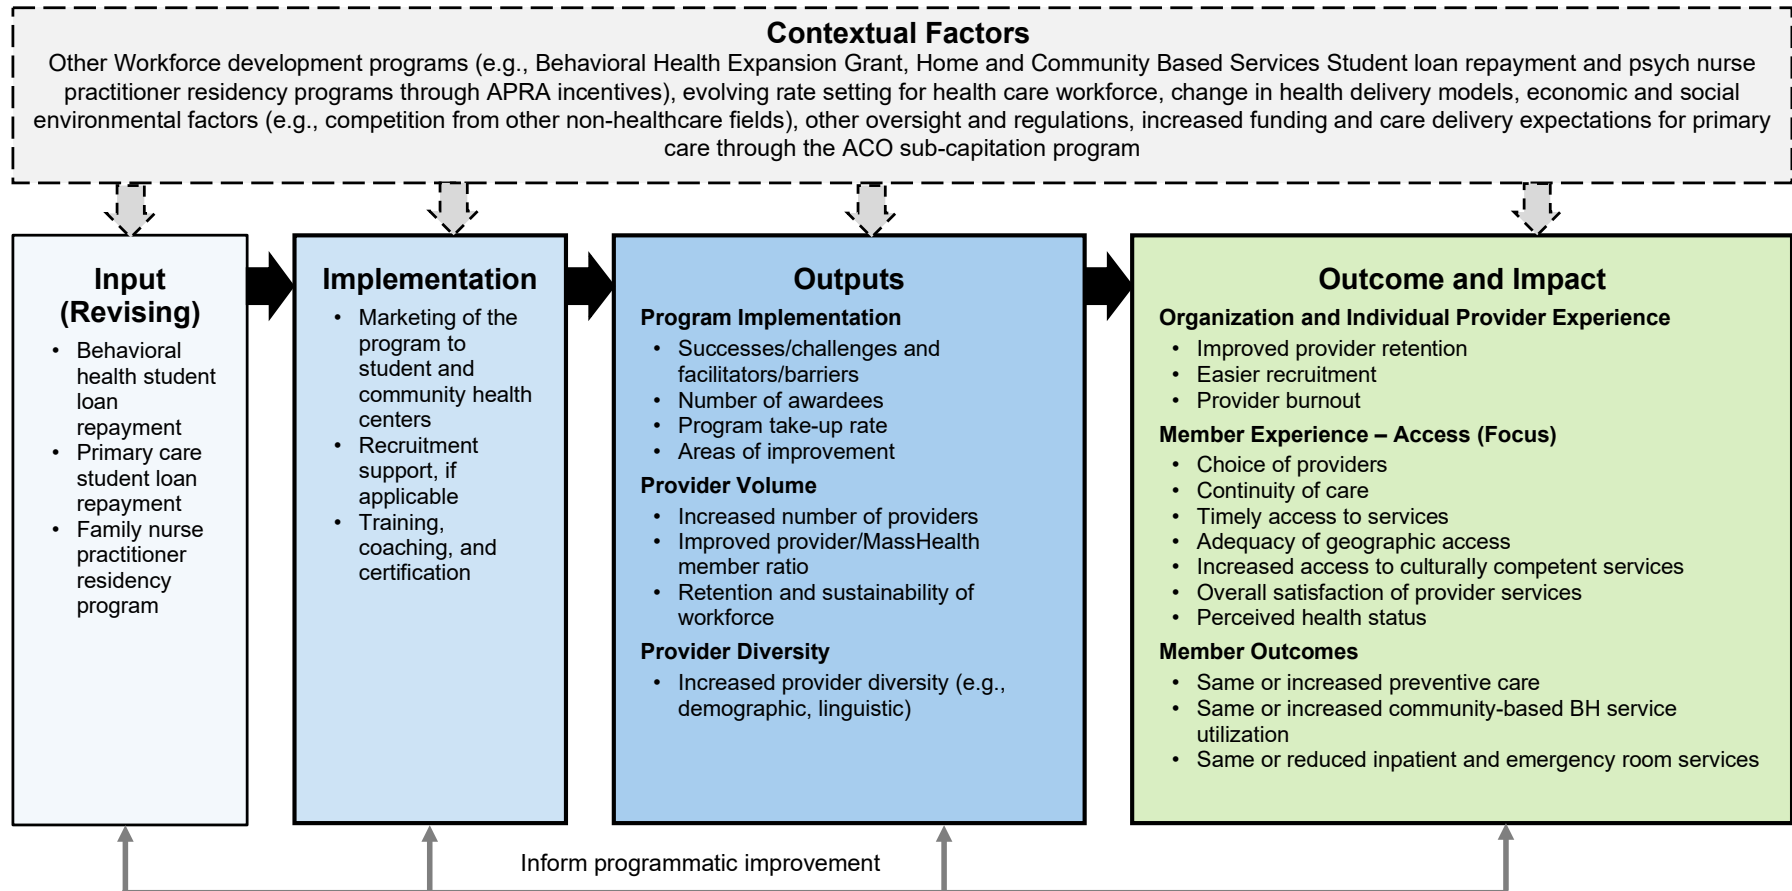 Contextual Factors
Other Workforce development programs (e.g., Behavioral Health Expansion Grant, Home and Community Based Services Student loan repayment and psych nurse
practitioner residency programs through APRA incentives), evolving rate setting for health care workforce, change in health delivery models, economic and social
environmental factors (e.g., competition from other non-healthcare fields), other oversight and regulations, increased funding and care delivery expectations for primary
care through the ACO sub-capitation program
Input
(Revising)
• Behavioral
health student
loan
repayment
• Primary care
student loan
repayment
• Family nurse
practitioner
residency
program
Implementation
• Marketing of the
program to
student and
community health
centers
• Recruitment
support, if
applicable
• Training,
coaching, and
certification
Outputs
Program Implementation
• Successes/challenges and
facilitators/barriers
• Number of awardees
• Program take-up rate
• Areas of improvement
Provider Volume
• Increased number of providers
• Improved provider/MassHealth
member ratio
• Retention and sustainability of
workforce
Provider Diversity
• Increased provider diversity (e.g.,
demographic, linguistic)
Outcome and Impact
Organization and Individual Provider Experience
• Improved provider retention
• Easier recruitment
• Provider burnout
Member Experience – Access (Focus)
• Choice of providers
• Continuity of care
• Timely access to services
• Adequacy of geographic access
• Increased access to culturally competent services
• Overall satisfaction of provider services
• Perceived health status
Member Outcomes
• Same or increased preventive care
• Same or increased community-based BH service
utilization
• Same or reduced inpatient and emergency room services
Inform programmatic improvement